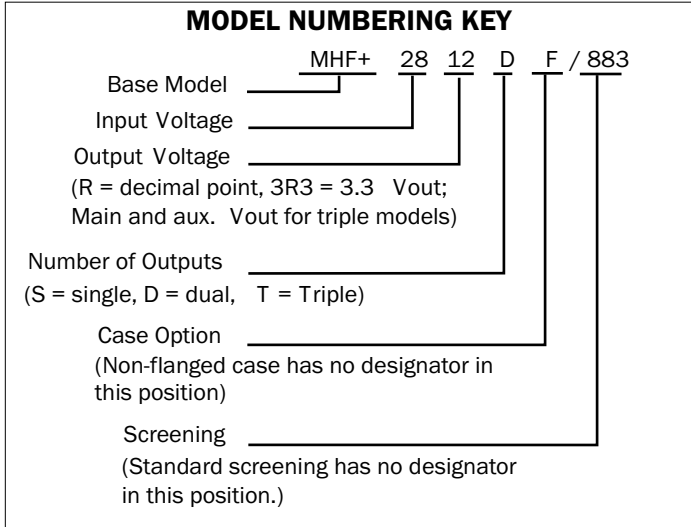 MODEL NUMBERING KEY
MHF+ 28 12 D F / 883
Base Model
Input Voltage
Output Voltage
(R = decimal point, 3R3 = 3.3 Vout;
Main and aux. Vout for triple models)
Number of Outputs
(S = single, D = dual, T = Triple)
Case Option
(Non-flanged case has no designator in
this position)
Screening
(Standard screening has no designator
in this position.)